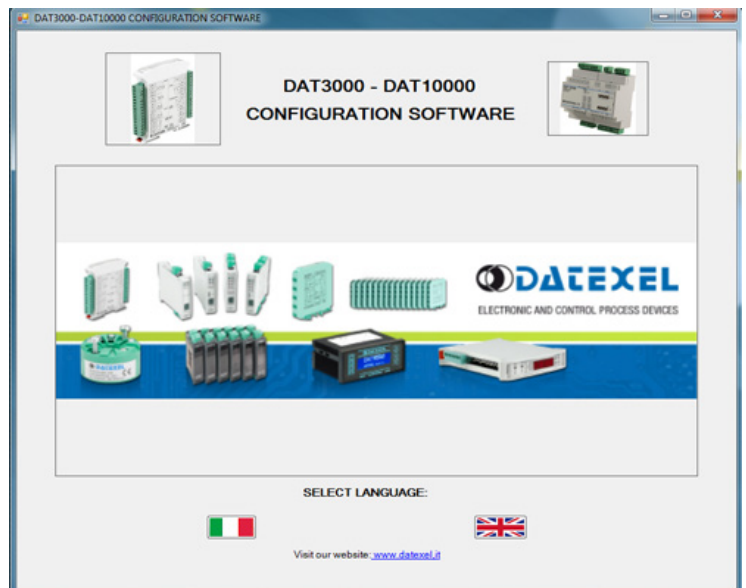 DAT3000-DAT10000 CONFIGURATION SOFTWARE
DAT3000 - DAT10000
CONFIGURATION SOFTWARE
DATEXEL
ELECTRONIC AND CONTROL PROCESS DEVICES
SELECT LANGUAGE:
Visit our website: www.datexel.it